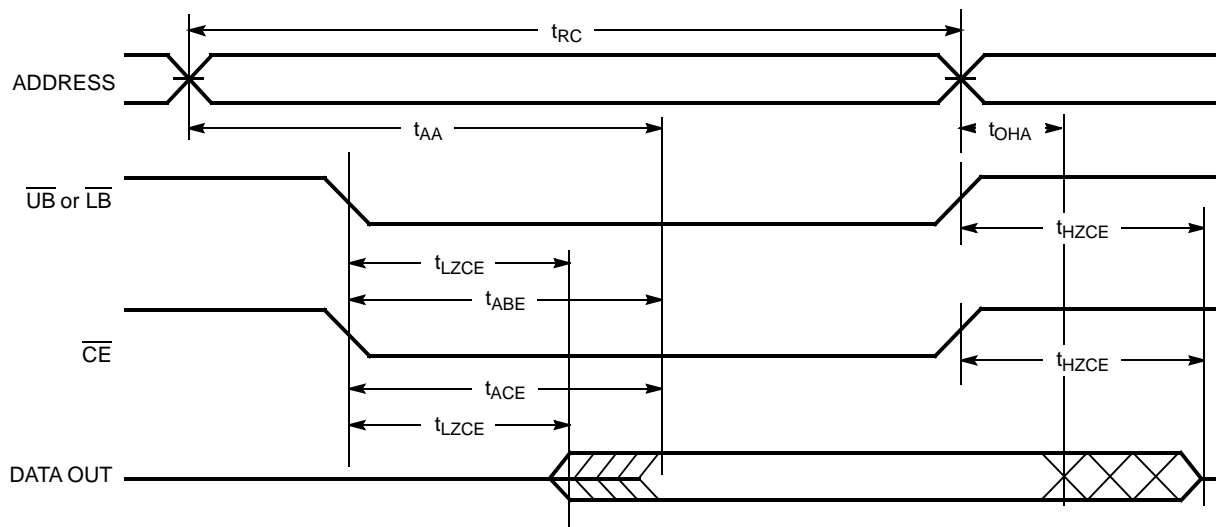 tRC
ADDRESS
tAA
tOHA
UB or LB
tHZCE
tLZCE
tABE
CE
tHZCE
tACE
tLZCE
DATA OUT